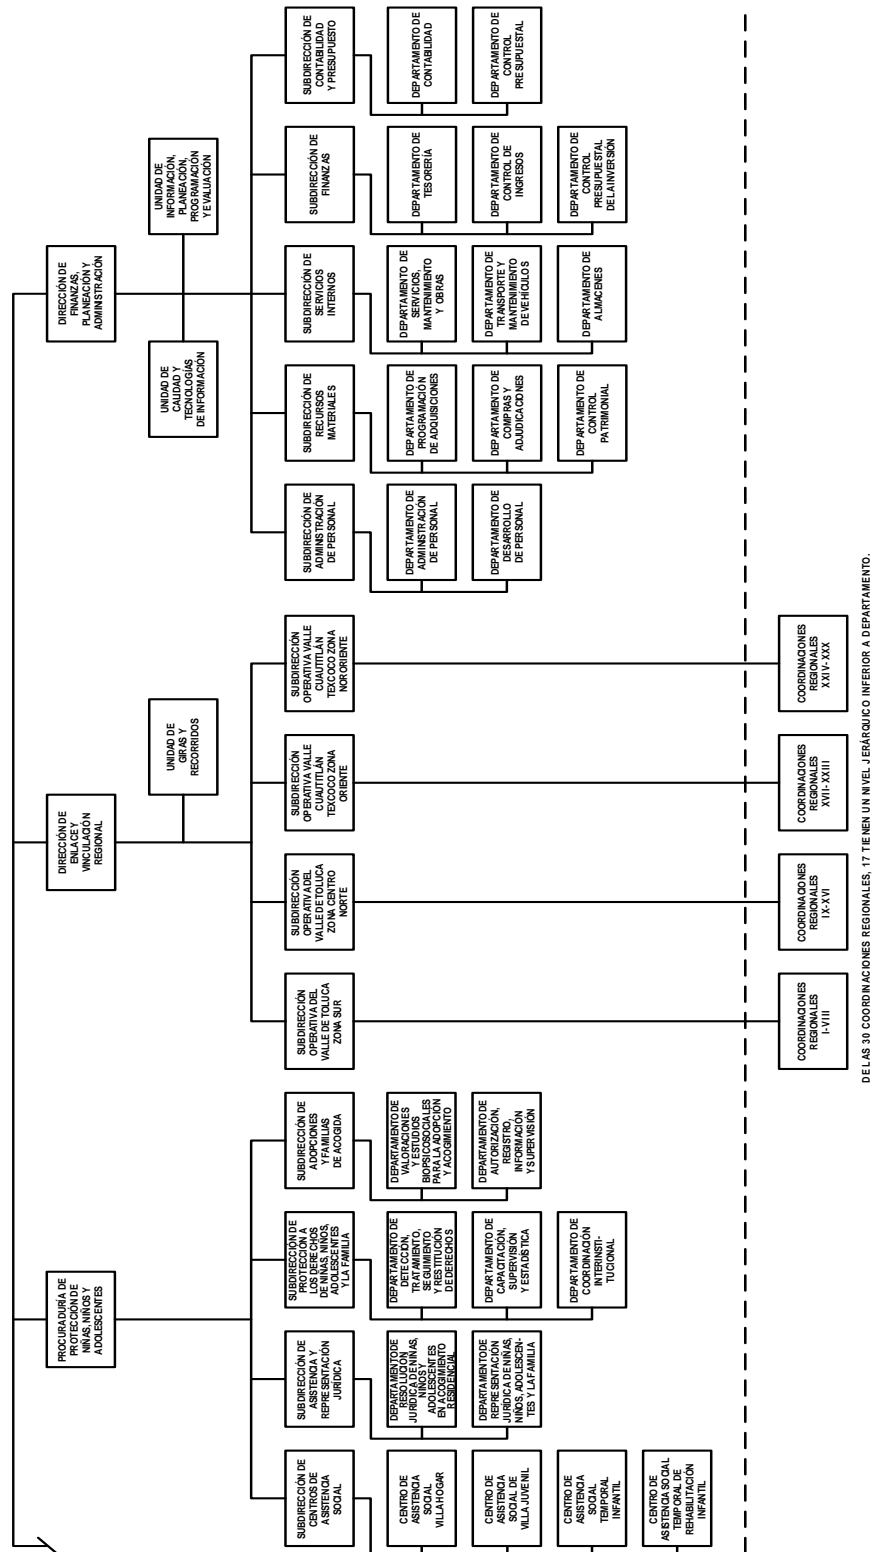 PROCURADURÍA DE
PROTECCIÓN DE
NIÑAS, NIÑOS Y
ADOLESCENTES
DIRECCIÓN DE
ENLACE Y
VINCULACIÓN
REGIONAL
DIRECCIÓN DE
FINANZAS,
PLANEACIÓN Y
ADMINISTRACIÓN
UNIDAD DE
GIRAS Y
RECORRIDOS
UNIDAD DE
CALIDAD Y
TECNOLOGÍAS
DE INFORMACIÓN
UNIDAD DE
INFORMACIÓN,
PLANEACIÓN,
PROGRAMACIÓN
Y EVALUACIÓN
SUBDIRECCIÓN DE
CENTROS DE
ASISTENCIA
SOCIAL
SUBDIRECCIÓN DE
ASISTENCIA Y
REPRESENTACIÓN
JURÍDICA
SUBDIRECCIÓN DE
PROTECCIÓN A
LOS DERECHOS
DE NIÑAS, NIÑOS,
ADOLESCENTES
Y LA FAMILIA
SUBDIRECCIÓN DE
ADOPCIONES
Y FAMILIAS
DE ACOGIDA
SUBDIRECCIÓN
OPERATIVA DEL
VALLE DE TOLUCA
ZONA SUR
SUBDIRECCIÓN
OPERATIVA DEL
VALLE DE TOLUCA
ZONA CENTRO
NORTE
SUBDIRECCIÓN
OPERATIVA VALLE
CUAUTITLÁN
TEXCOCO ZONA
ORIENTE
SUBDIRECCIÓN
OPERATIVA VALLE
CUAUTITLÁN
TEXCOCO ZONA
NORORIENTE
SUBDIRECCIÓN DE
ADMINISTRACIÓN
DE PERSONAL
SUBDIRECCIÓN DE
RECURSOS
MATERIALES
SUBDIRECCIÓN DE
SERVICIOS
INTERNOS
SUBDIRECCIÓN DE
FINANZAS
SUBDIRECCIÓN DE
CONTABILIDAD
Y PRESUPUESTO
CENTRO DE
ASISTENCIA
SOCIAL
VILLA HOGAR
DEPARTAMENTO DE
RESOLUCION
JURÍDICA DE NIÑAS,
NIÑOS Y
ADOLESCENTES
EN ACOGIMIENTO
RESIDENCIAL
DEPARTAMENTO DE
DETECCIÓN,
TRATAMIENTO,
SEGUIMIENTO
Y RESTITUCIÓN
DE DERECHOS
DEPARTAMENTO DE
VALORACIONES
Y ESTUDIOS
BIOPSICOSOCIALES
PARA LA ADOPCIÓN
Y ACOGIMIENTO
DEPARTAMENTO DE
ADMINISTRACIÓN
DE PERSONAL
DEPARTAMENTO DE
PROGRAMACIÓN
DE ADQUISICIONES
DEPARTAMENTO DE
SERVICIOS,
MANTENIMIENTO
Y OBRAS
DEPARTAMENTO DE
TESORERÍA
DEPARTAMENTO DE
CONTABILIDAD
CENTRO DE
ASISTENCIA
SOCIAL DE
VILLA JUVENIL
DEPARTAMENTO DE
REPRESENTACIÓN
JURÍDICA DE NIÑAS,
NIÑOS, ADOLESCEN-
TES Y LA FAMILIA
DEPARTAMENTO DE
CAPACITACIÓN,
SUPERVISIÓN
Y ESTADÍSTICA
DEPARTAMENTO DE
AUTORIZACIÓN,
REGISTRO,
INFORMACIÓN
Y SUPERVISIÓN
DEPARTAMENTO DE
DESARROLLO
DE PERSONAL
DEPARTAMENTO DE
COMPRAS Y
ADJUDICACIONES
DEPARTAMENTO DE
TRANSPORTE Y
MANTENIMIENTO
DE VEHÍCULOS
DEPARTAMENTO DE
CONTROL DE
INGRESOS
DEPARTAMENTO DE
CONTROL
PRESUPUESTAL
CENTRO DE
ASISTENCIA
SOCIAL
TEMPORAL
INFANTIL
DEPARTAMENTO DE
COORDINACIÓN
INTERINSTI-
TUCIONAL
DEPARTAMENTO DE
CONTROL
PATRIMONIAL
DEPARTAMENTO DE
ALMACENES
DEPARTAMENTO DE
CONTROL
PRESUPUESTAL
DE LA INVERSIÓN
CENTRO DE
ASISTENCIA SOCIAL
TEMPORAL DE
REHABILITACIÓN
INFANTIL
COORDINACIONES
REGIONALES
I-VIII
COORDINACIONES
REGIONALES
IX-XVI
COORDINACIONES
REGIONALES
XVII-XXIII
COORDINACIONES
REGIONALES
XXIV-XXX
DE LAS 30 COORDINACIONES REGIONALES, 17 TIENEN UN NIVEL JERÁRQUICO INFERIOR A DEPARTAMENTO.